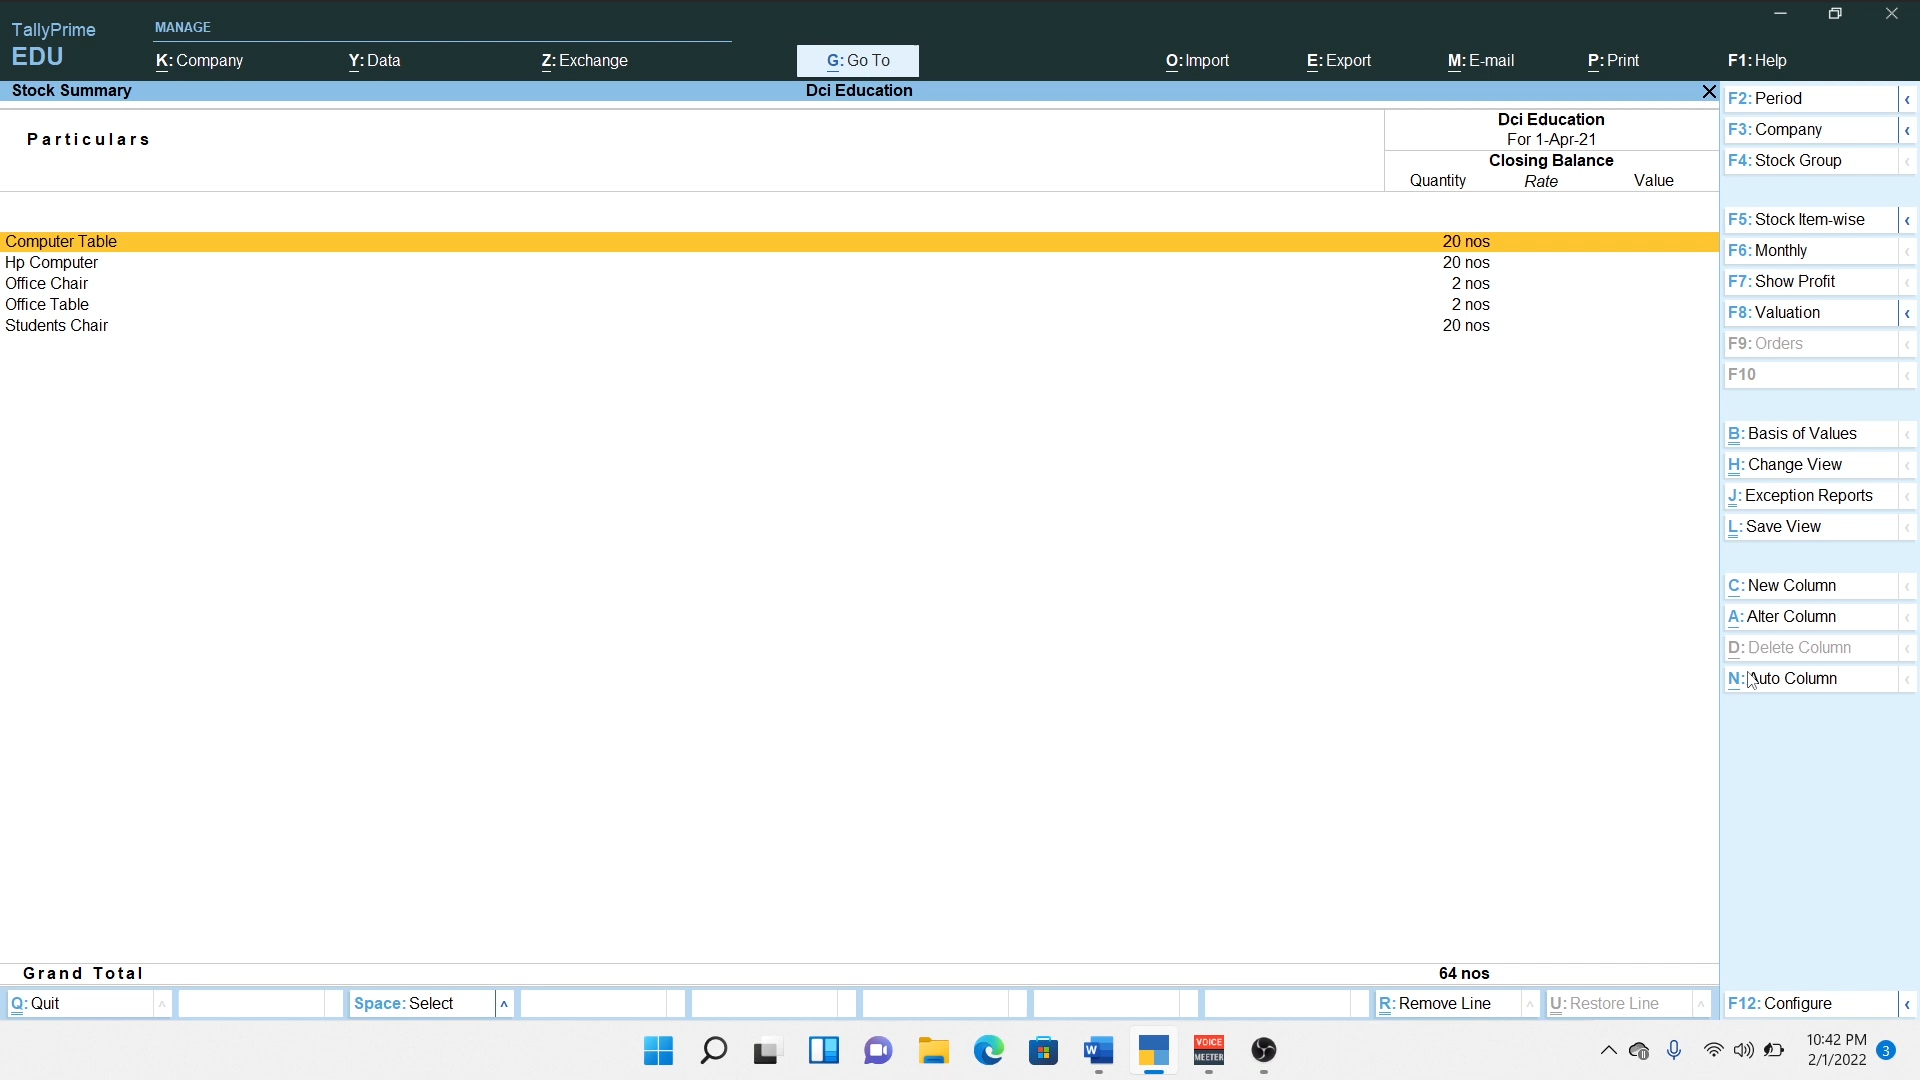 TallyPrime
EDU
MANAGE
K: Company
Y: Data
Z: Exchange
G: Go To
O: Import
E: Export
M: E-mail
P: Print
F1: Help
Stock Summary
Dci Education
Particulars
Dci Education
For 1-Apr-21
Closing Balance
Quantity Rate Value
Computer Table 20 nos
Hp Computer 20 nos
Office Chair 2 nos
Office Table 2 nos
Students Chair 20 nos
Grand Total 64 nos
F2: Period
F3: Company
F4: Stock Group
F5: Stock Item-wise
F6: Monthly
F7: Show Profit
F8: Valuation
F9: Orders
F10
B: Basis of Values
H: Change View
J: Exception Reports
L: Save View
C: New Column
A: Alter Column
D: Delete Column
N: Auto Column
Q: Quit
Space: Select
R: Remove Line
U: Restore Line
F12: Configure
W
VOICE
MEETER
10:42 PM
2/1/2022
3